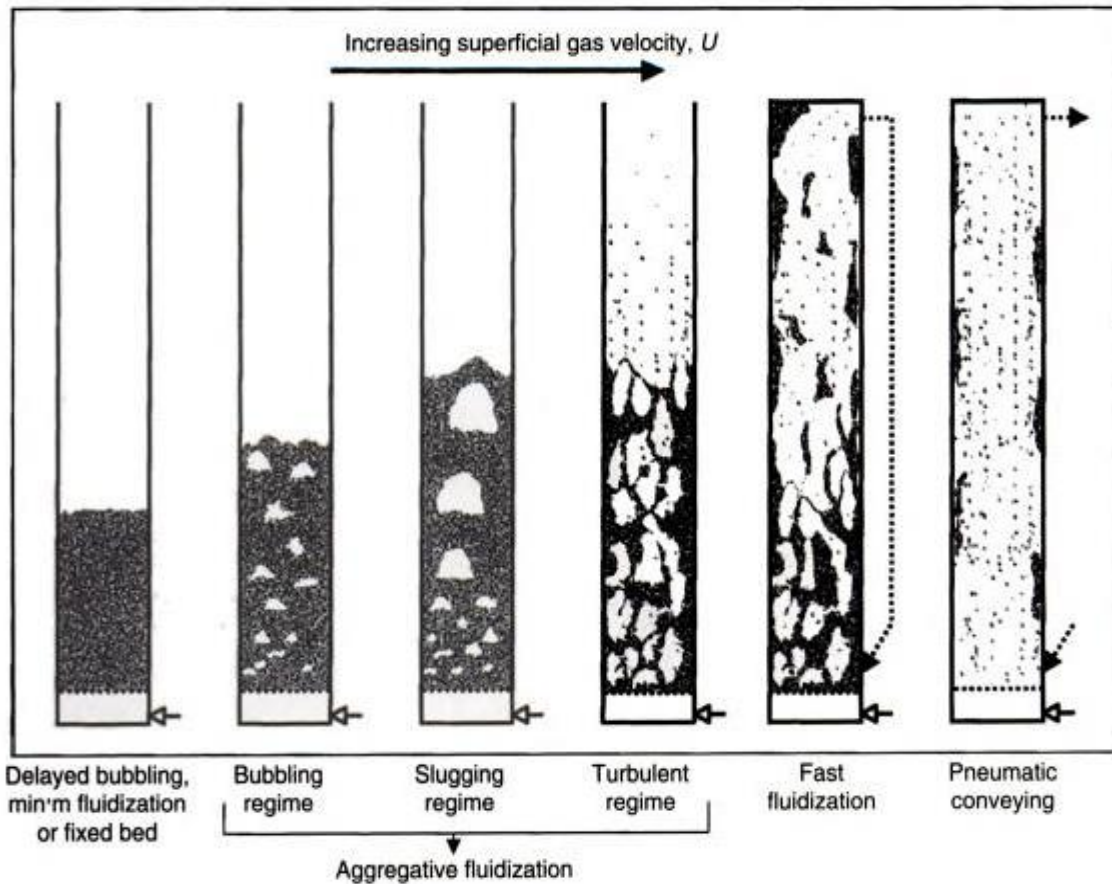 Increasing superficial gas velocity, U
Delayed bubbling,
min'm fluidization
or fixed bed
Bubbling
regime
Slugging
regime
Turbulent
regime
Fast
fluidization
Pneumatic
conveying
Aggregative fluidization